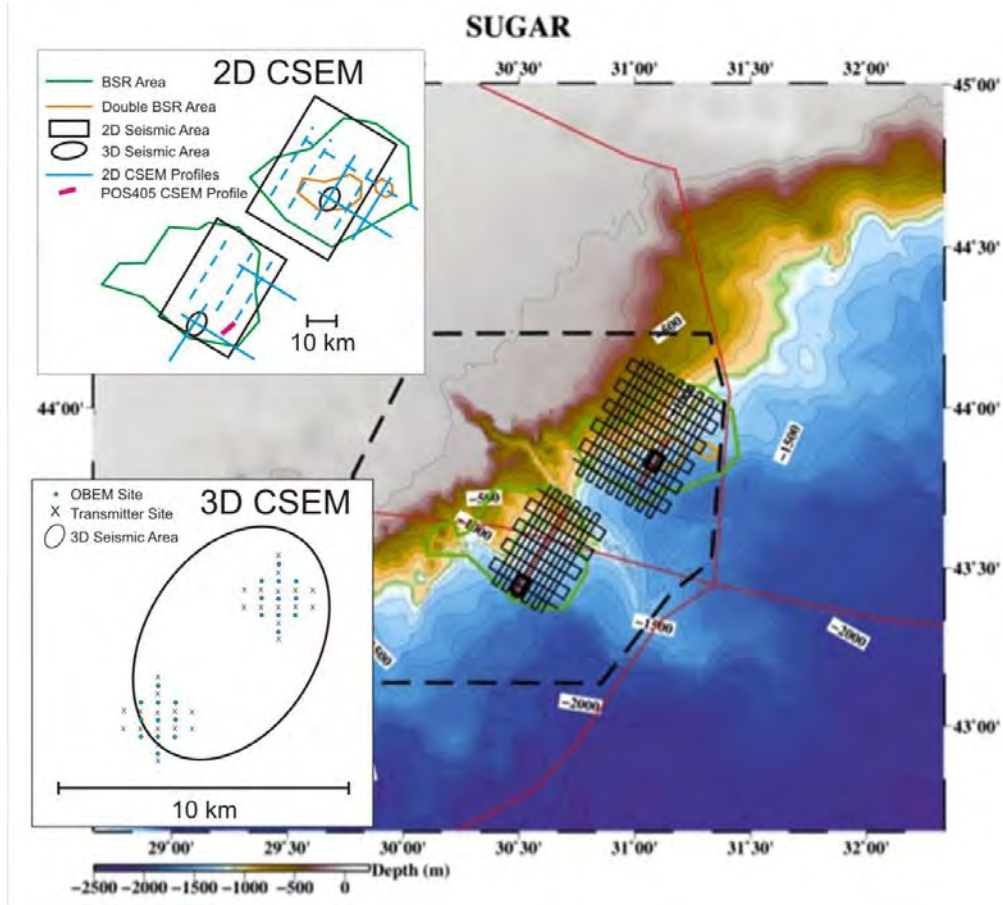 SUGAR
2D CSEM
BSR Area
Double BSR Area
2D Seismic Area
3D Seismic Area
2D CSEM Profiles
POS405 CSEM Profile
10 km
30˚30' 31˚00' 31˚30' 32˚00'
45˚00'
44˚30'
44˚00' 44˚00'
43˚30'
43˚00'
-1500
-500
-1000
-1500
-2000
-2000
3D CSEM
OBEM Site
Transmitter Site
3D Seismic Area
10 km
29˚00' 29˚30' 30˚00' 30˚30' 31˚00' 31˚30' 32˚00'
Depth (m)
-2500 -2000 -1500 -1000 -500 0